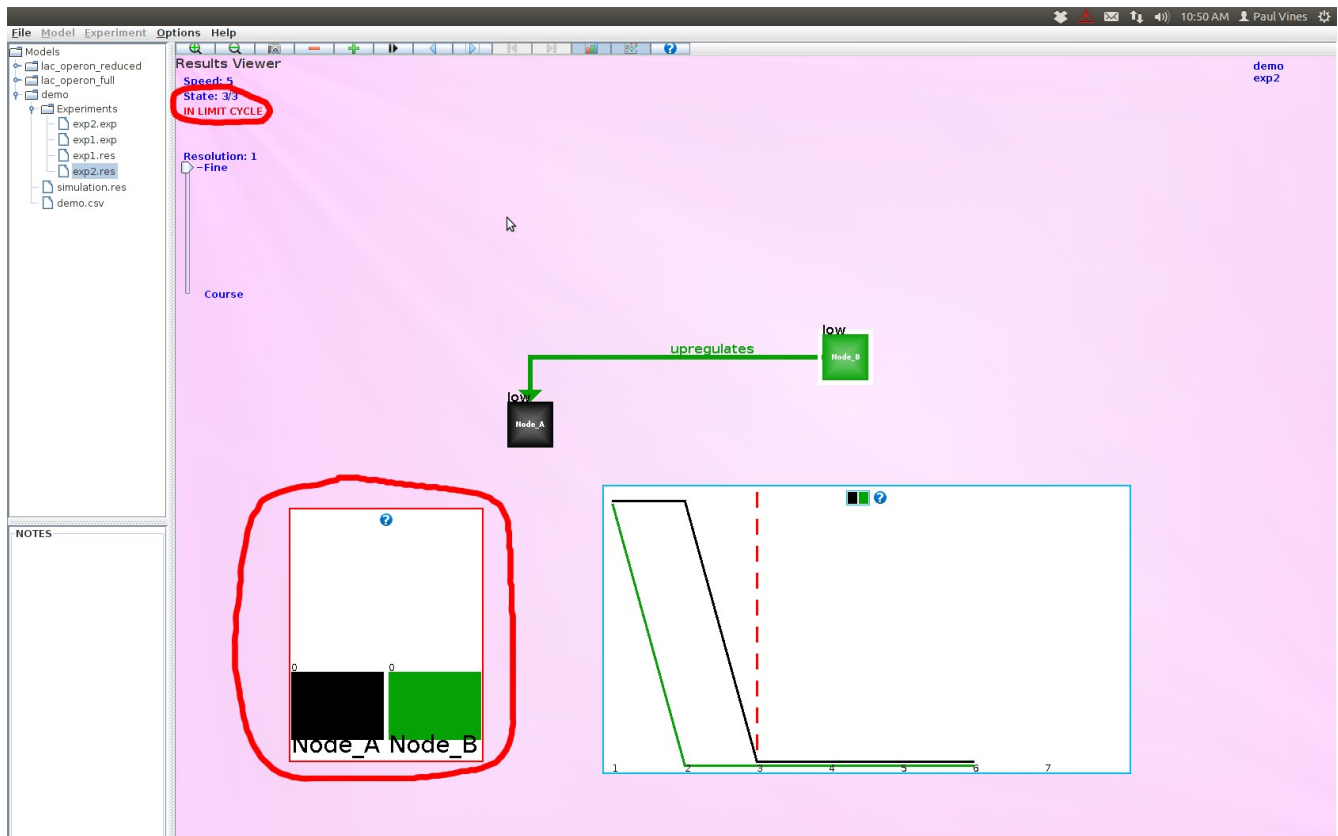 10:50 AM Paul Vines
File Model Experiment Options Help
Models
lac_operon_reduced
lac_operon_full
demo
Experiments
exp2.exp
exp1.exp
exp1.res
exp2.res
simulation.res
demo.csv
NOTES
Results Viewer
Speed: 5
State: 3/3
IN LIMIT CYCLE
Resolution: 1
Fine
Course
demo
exp2
low
upregulates
Node_B
low
Node_A
?
0 0
Node_A Node_B
?
1 2 3 4 5 6 7